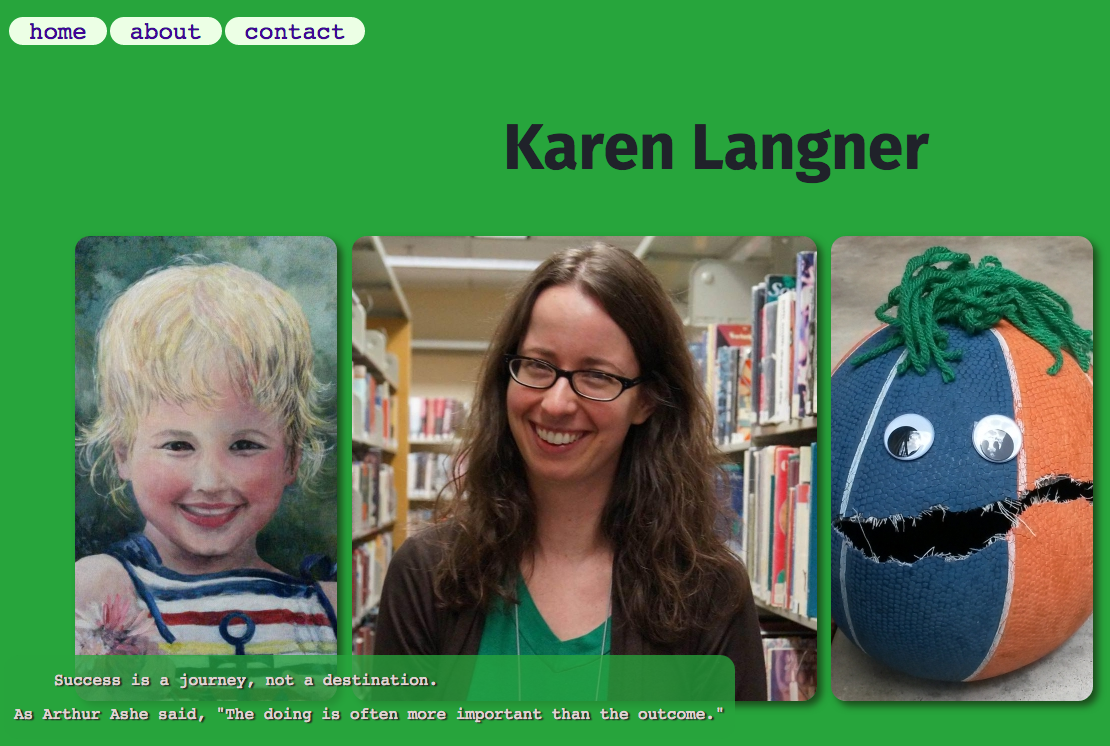 home about contact
Karen Langner
Success is a journey, not a destination.
As Arthur Ashe said, "The doing is often more important than the outcome."